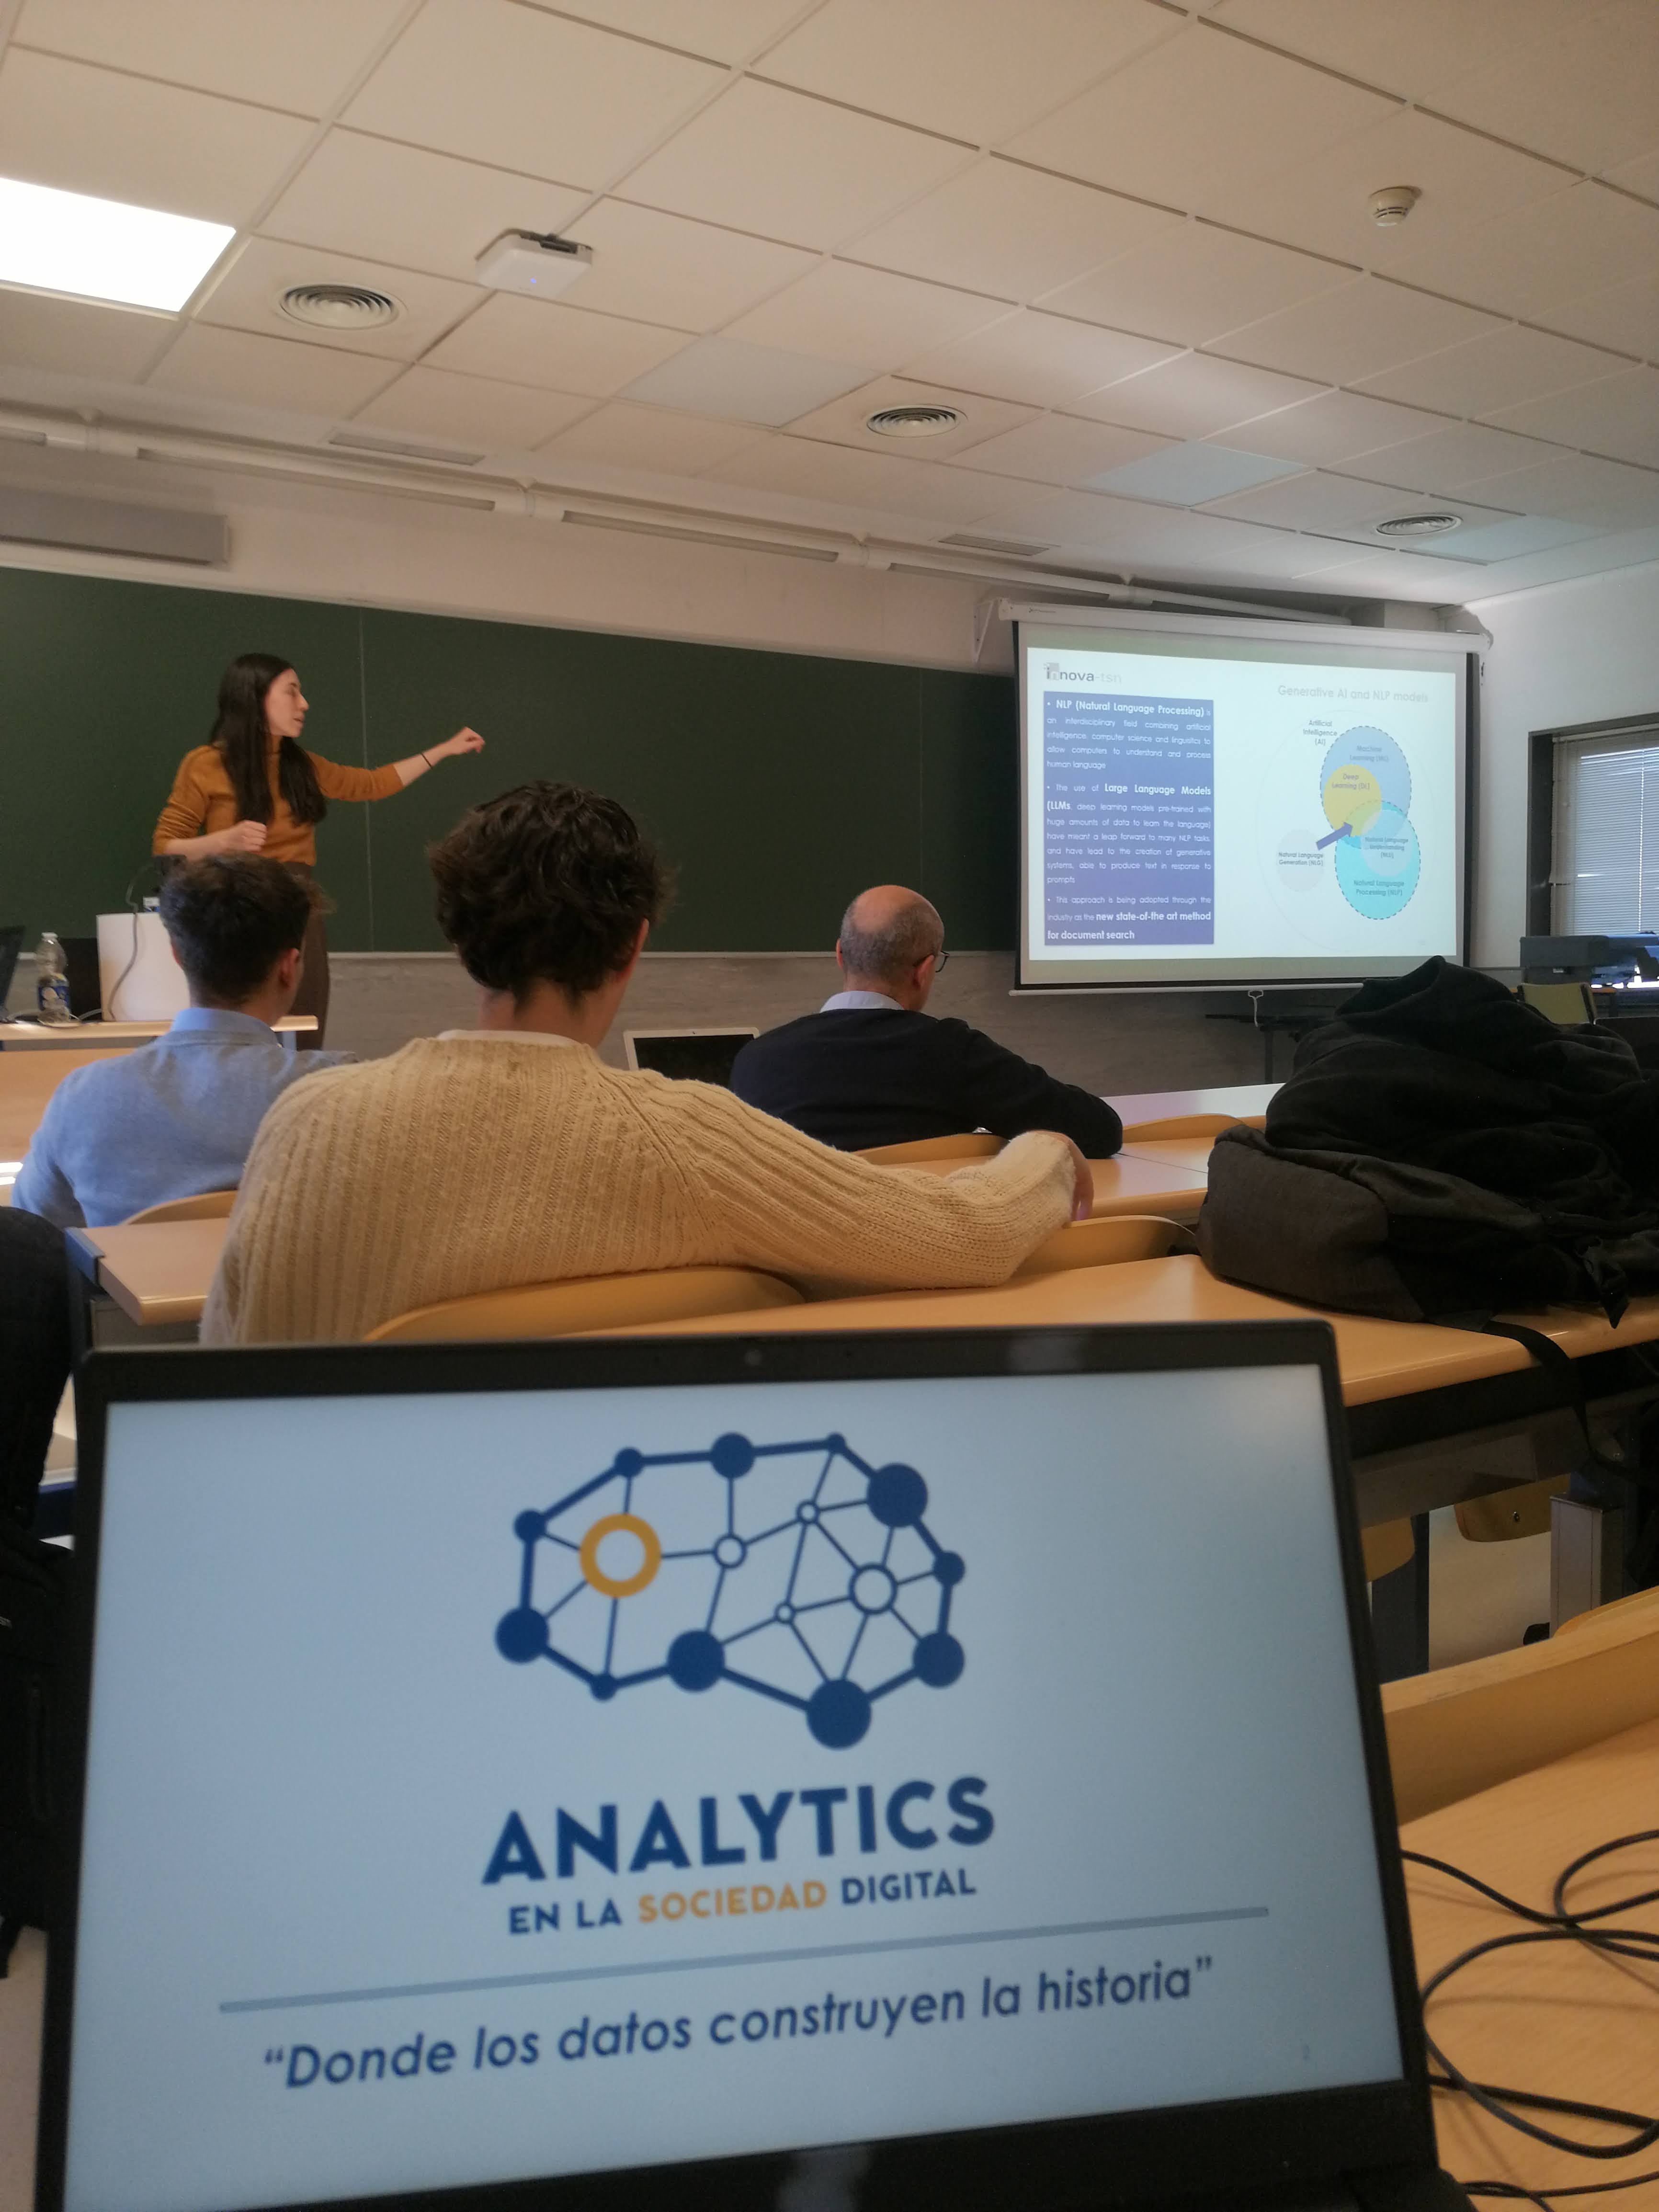 innova-tsn
Generative AI and NLP models
• NLP (Natural Language Processing) is
an interdisciplinary field combining artificial
intelligence, computer science and linguistics to
allow computers to understand and process
human language
• The use of Large Language Models
(LLMs, deep learning models pre-trained with
huge amounts of data to learn the language)
have meant a leap forward to many NLP tasks,
and have lead to the creation of generative
systems, able to produce text in response to
prompts
• This approach is being adopted through the
industry as the new state-of-the art method
for document search
Artificial
Intelligence
(AI)
Machine
Learning (ML)
Deep
Learning (DL)
Natural Language
Understanding
(NLU)
Natural Language
Generation (NLG)
Natural Language
Processing (NLP)
ANALYTICS
EN LA SOCIEDAD DIGITAL
“Donde los datos construyen la historia”